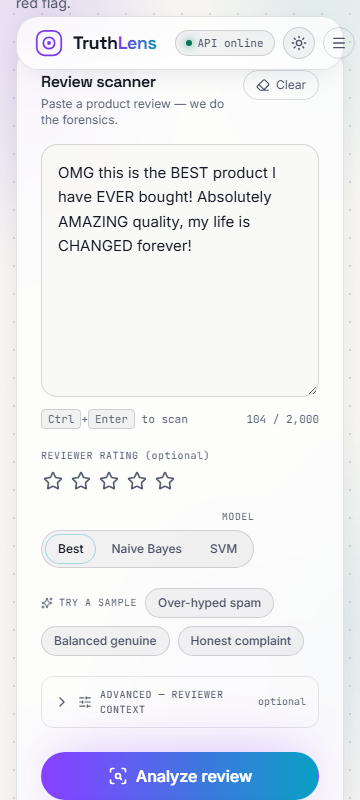 red flag.
TruthLens
API online
Review scanner
Clear
Paste a product review — we do
the forensics.
OMG this is the BEST product I
have EVER bought! Absolutely
AMAZING quality, my life is
CHANGED forever!
Ctrl+Enter to scan
104 / 2,000
REVIEWER RATING (optional)
MODEL
Best
Naive Bayes
SVM
TRY A SAMPLE
Over-hyped spam
Balanced genuine
Honest complaint
ADVANCED — REVIEWER
CONTEXT
optional
Analyze review